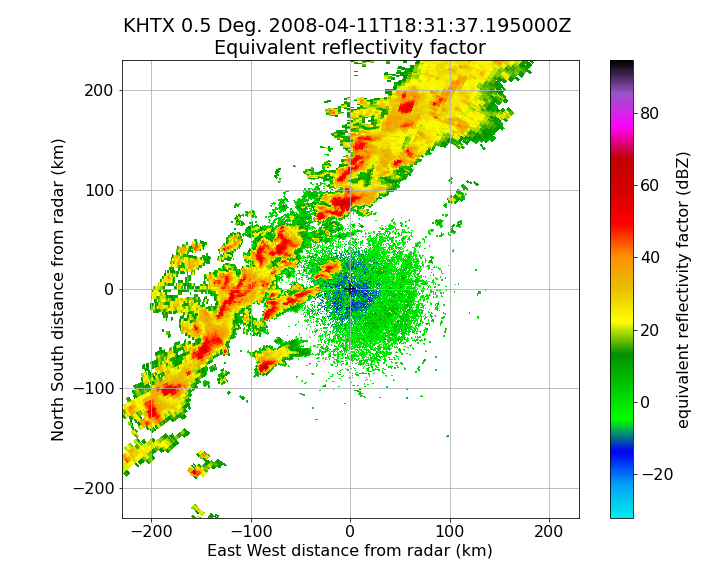 KHTX 0.5 Deg. 2008-04-11T18:31:37.195000Z
Equivalent reflectivity factor
North South distance from radar (km)
200
100
0
−100
−200
−200 −100 0 100 200
East West distance from radar (km)
80
60
40
20
0
−20
equivalent reflectivity factor (dBZ)